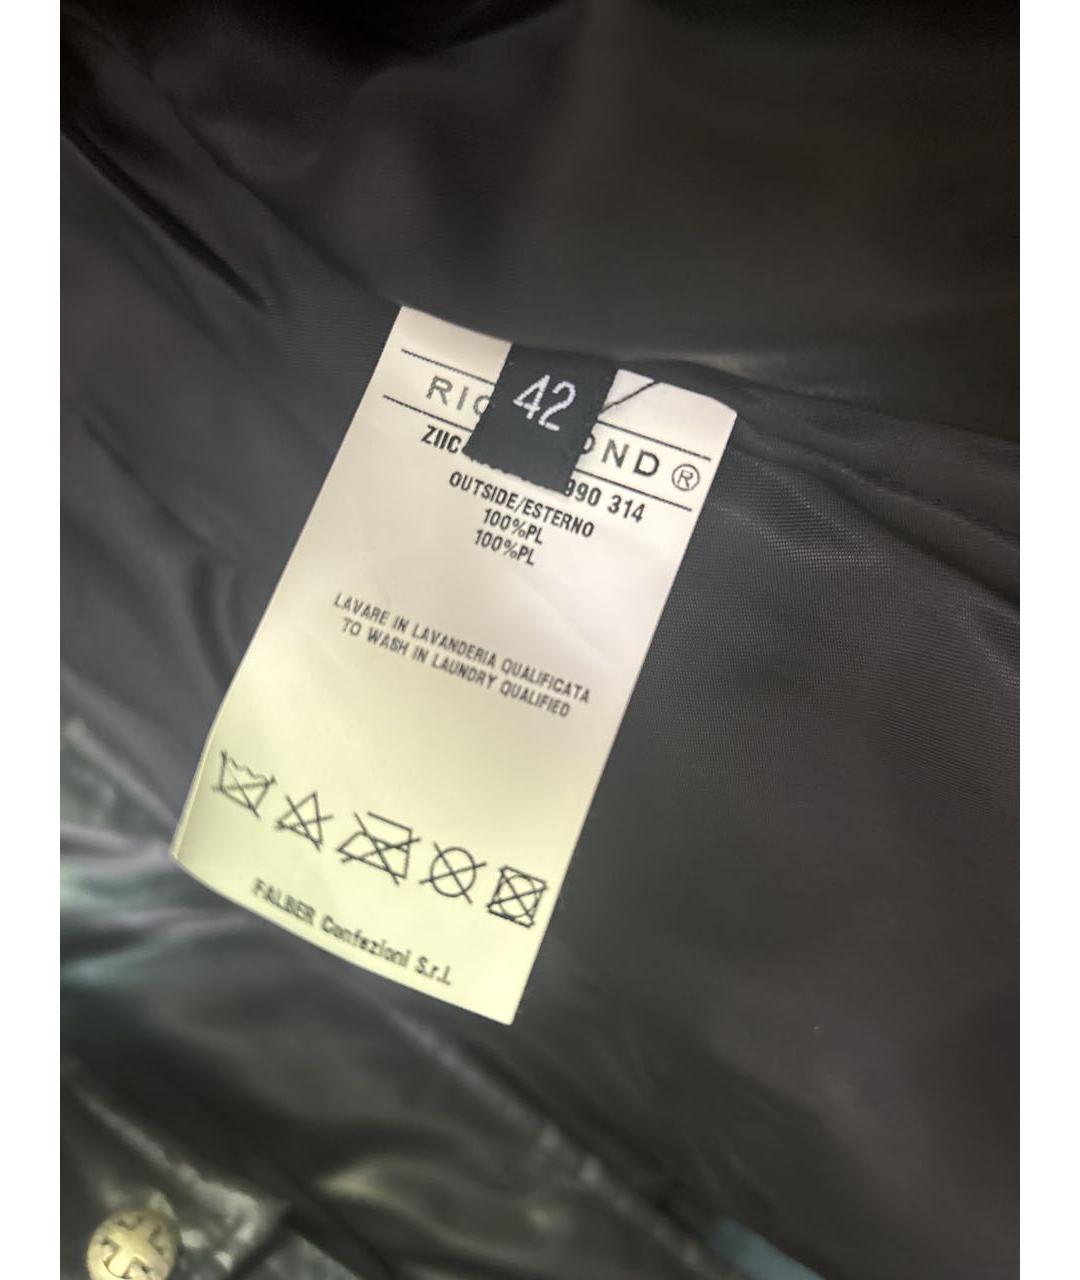 42
RIC OND ®
ZIIC 990 314
OUTSIDE/ESTERNO
100%PL
100%PL
LAVARE IN LAVANDERIA QUALIFICATA
TO WASH IN LAUNDRY QUALIFIED
FALBER Confezioni S.r.l.